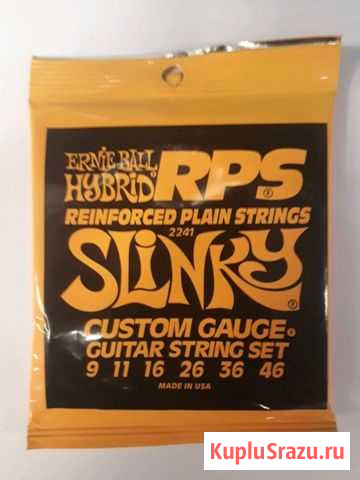 ERNIE BALL
HYBRID RPS
REINFORCED PLAIN STRINGS
2241
SLINKY
CUSTOM GAUGE
GUITAR STRING SET
9 11 16 26 36 46
MADE IN USA
KupluSrazu.ru